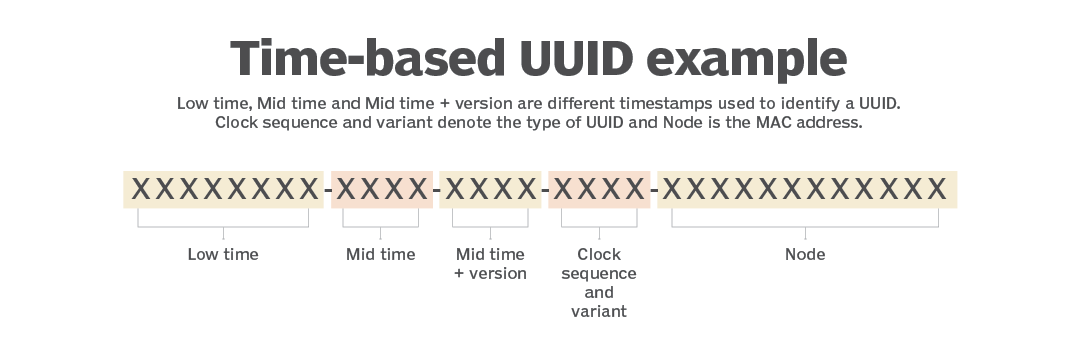 Time-based UUID example
Low time, Mid time and Mid time + version are different timestamps used to identify a UUID.
Clock sequence and variant denote the type of UUID and Node is the MAC address.
XXXXXXXX-XXXX-XXXX-XXXX-XXXXXXXXXXXX
Low time
Mid time
Mid time
+ version
Clock
sequence
and
variant
Node